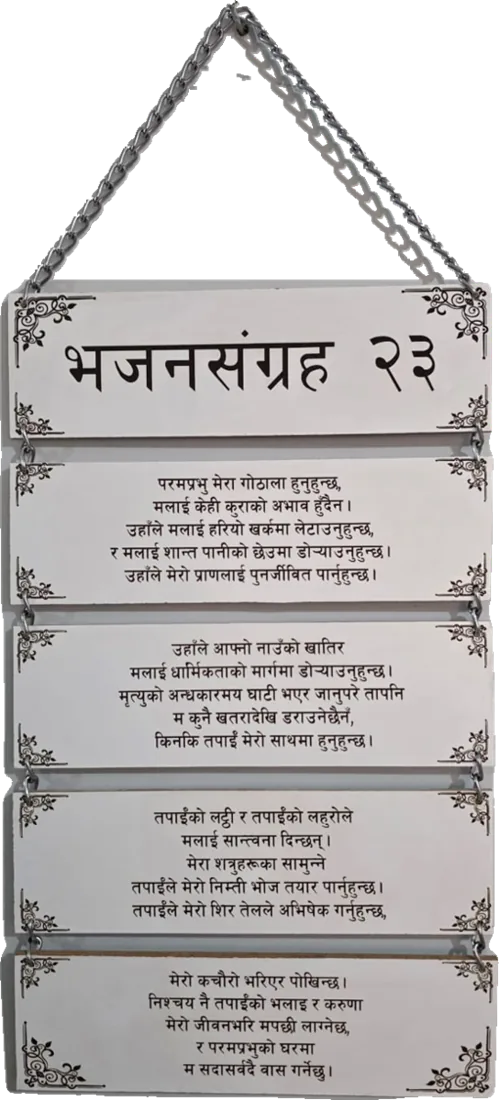 भजनसंग्रह २३
परमप्रभु मेरा गोठाला हुनुहुन्छ,
मलाई केही कुराको अभाव हुँदैन।
उहाँले मलाई हरियो खर्कमा लेटाउनुहुन्छ,
र मलाई शान्त पानीको छेउमा डोऱ्याउनुहुन्छ।
उहाँले मेरो प्राणलाई पुनर्जीबित पार्नुहुन्छ।
उहाँले आफ्नो नाउँको खातिर
मलाई धार्मिकताको मार्गमा डोऱ्याउनुहुन्छ।
मृत्युको अन्धकारमय घाटी भएर जानुपरे तापनि
म कुनै खतरादेखि डराउनेछैनँ,
किनकि तपाईं मेरो साथमा हुनुहुन्छ।
तपाईंको लट्ठी र तपाईंको लहुरोले
मलाई सान्त्वना दिन्छन्।
मेरा शत्रुहरूका सामुन्ने
तपाईंले मेरो निम्ती भोज तयार पार्नुहुन्छ।
तपाईंले मेरो शिर तेलले अभिषेक गर्नुहुन्छ,
मेरो कचौरो भरिएर पोखिन्छ।
निश्चय नै तपाईंको भलाइ र करुणा
मेरो जीवनभरि मपछी लाग्नेछ,
र परमप्रभुको घरमा
म सदासर्वदै वास गर्नेछु।